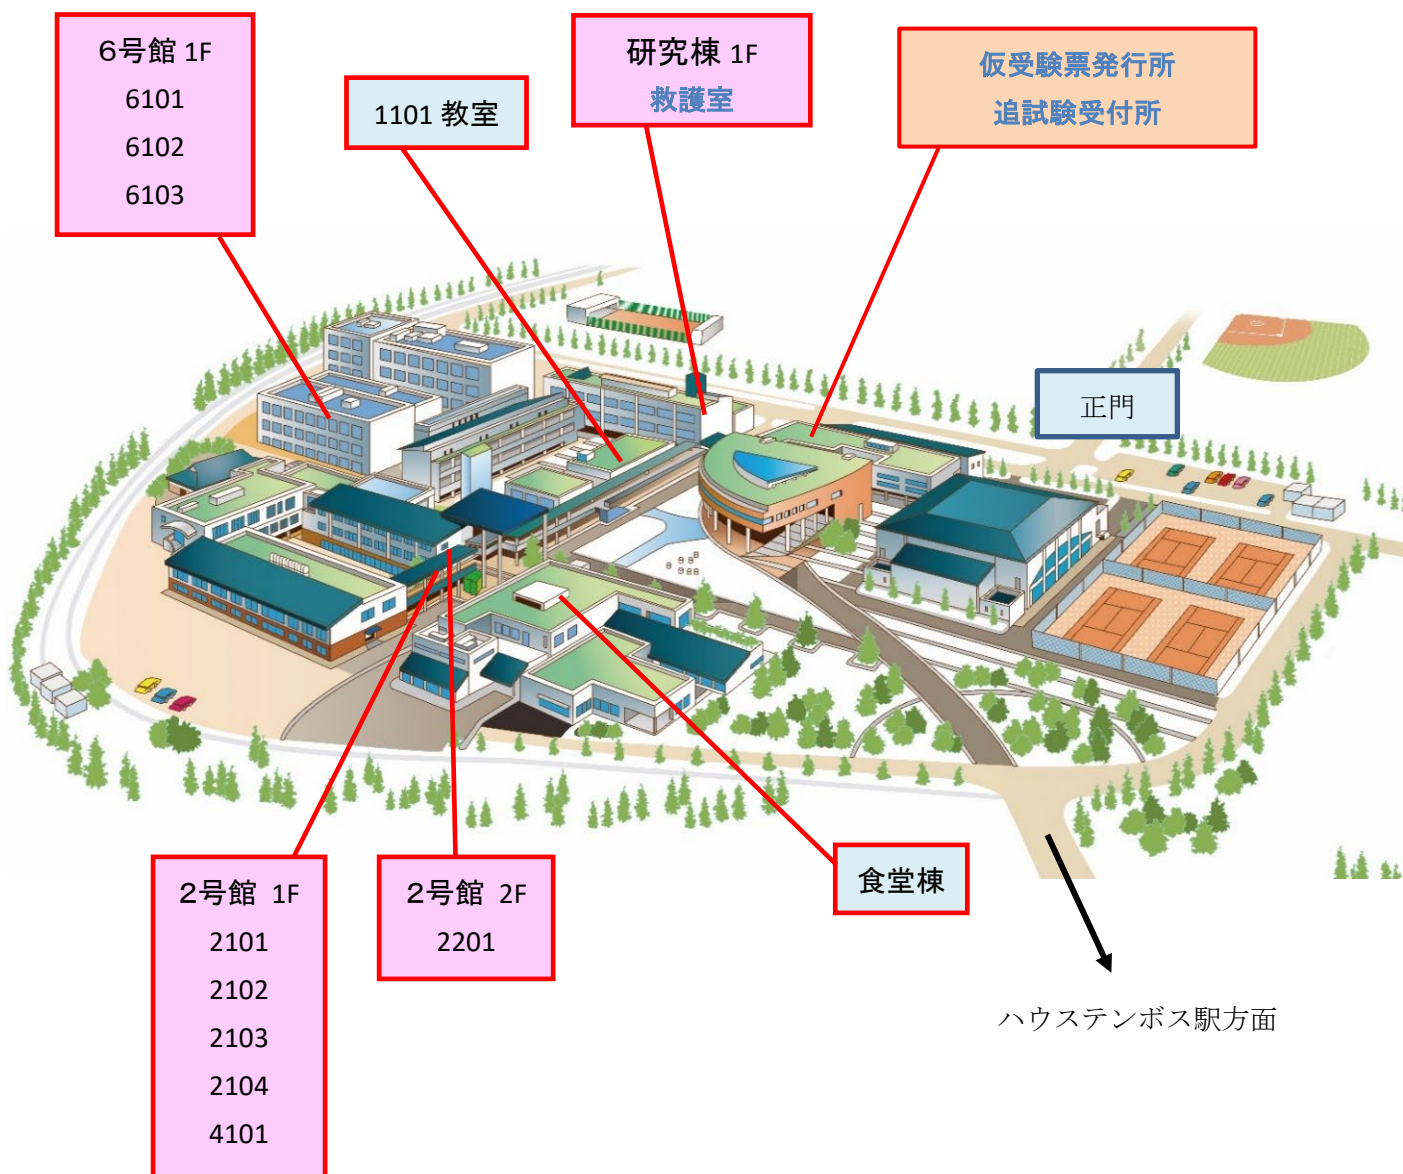 ６号館 1F
6101
6102
6103
1101 教室
研究棟 1F
救護室
仮受験票発行所
追試験受付所
正門
２号館 1F
2101
2102
2103
2104
4101
２号館 2F
2201
食堂棟
ハウステンボス駅方面